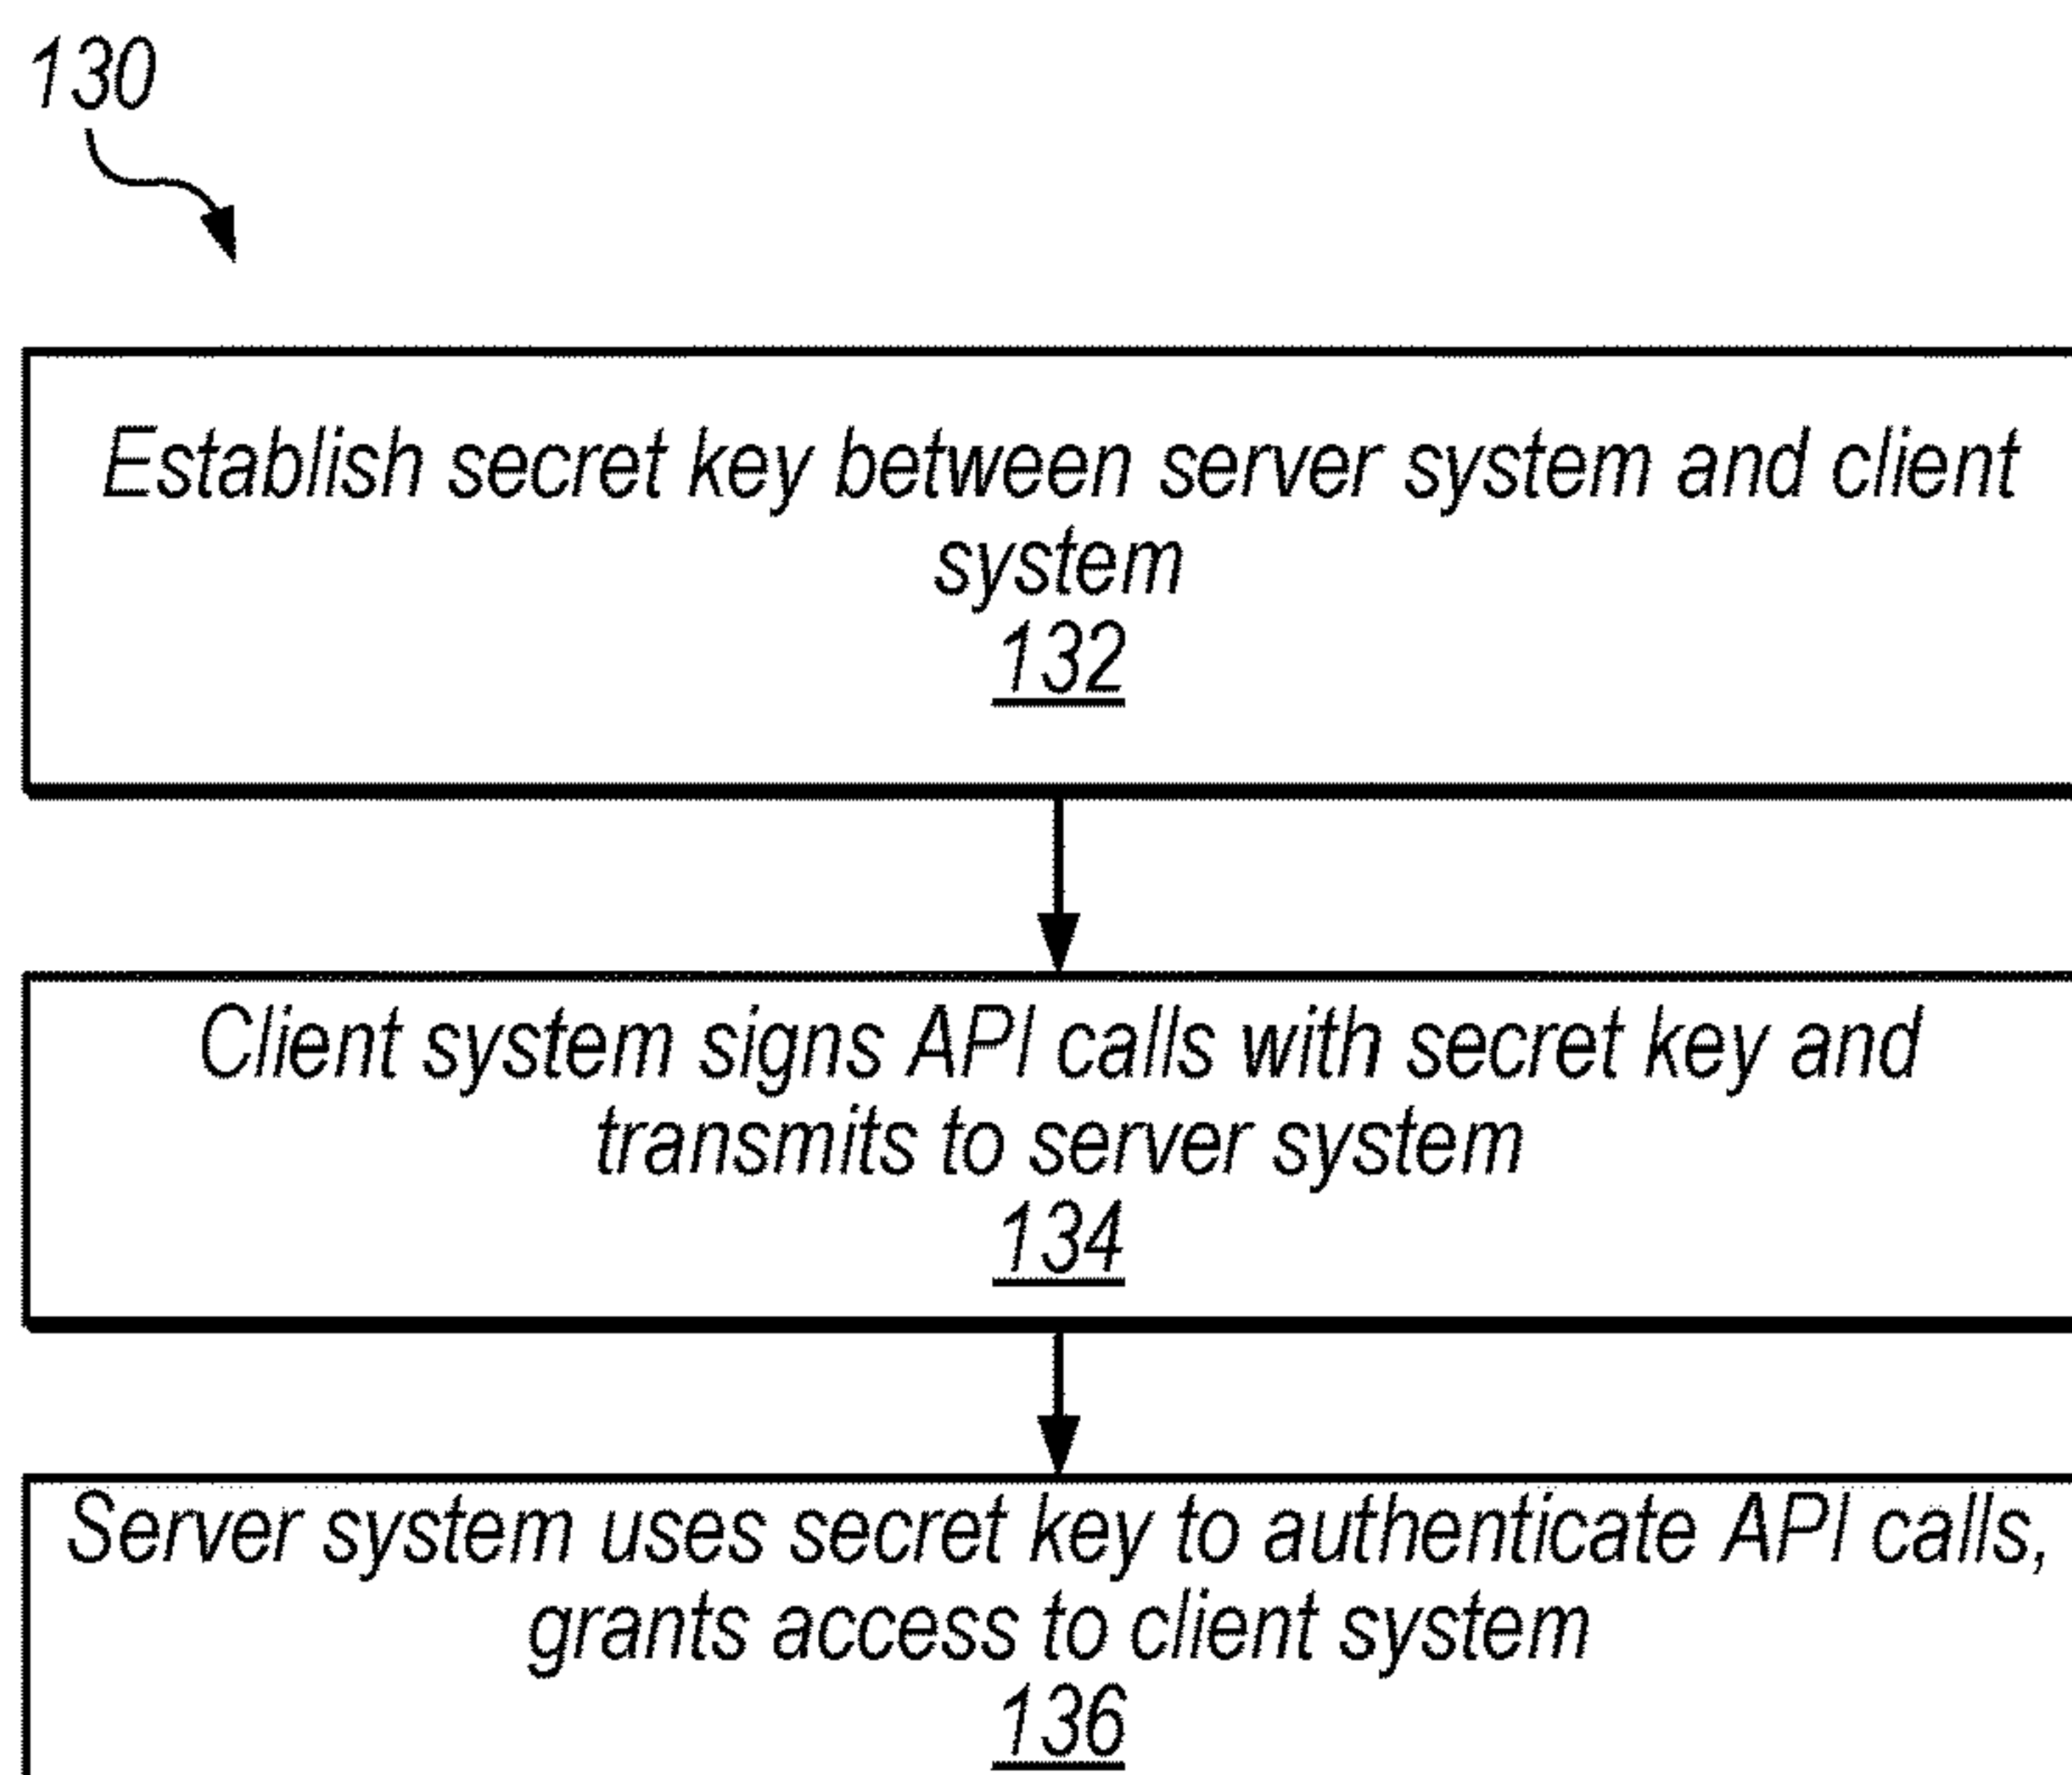 130
Establish secret key between server system and client
system
132
Client system signs API calls with secret key and
transmits to server system
134
Server system uses secret key to authenticate API calls,
grants access to client system
136